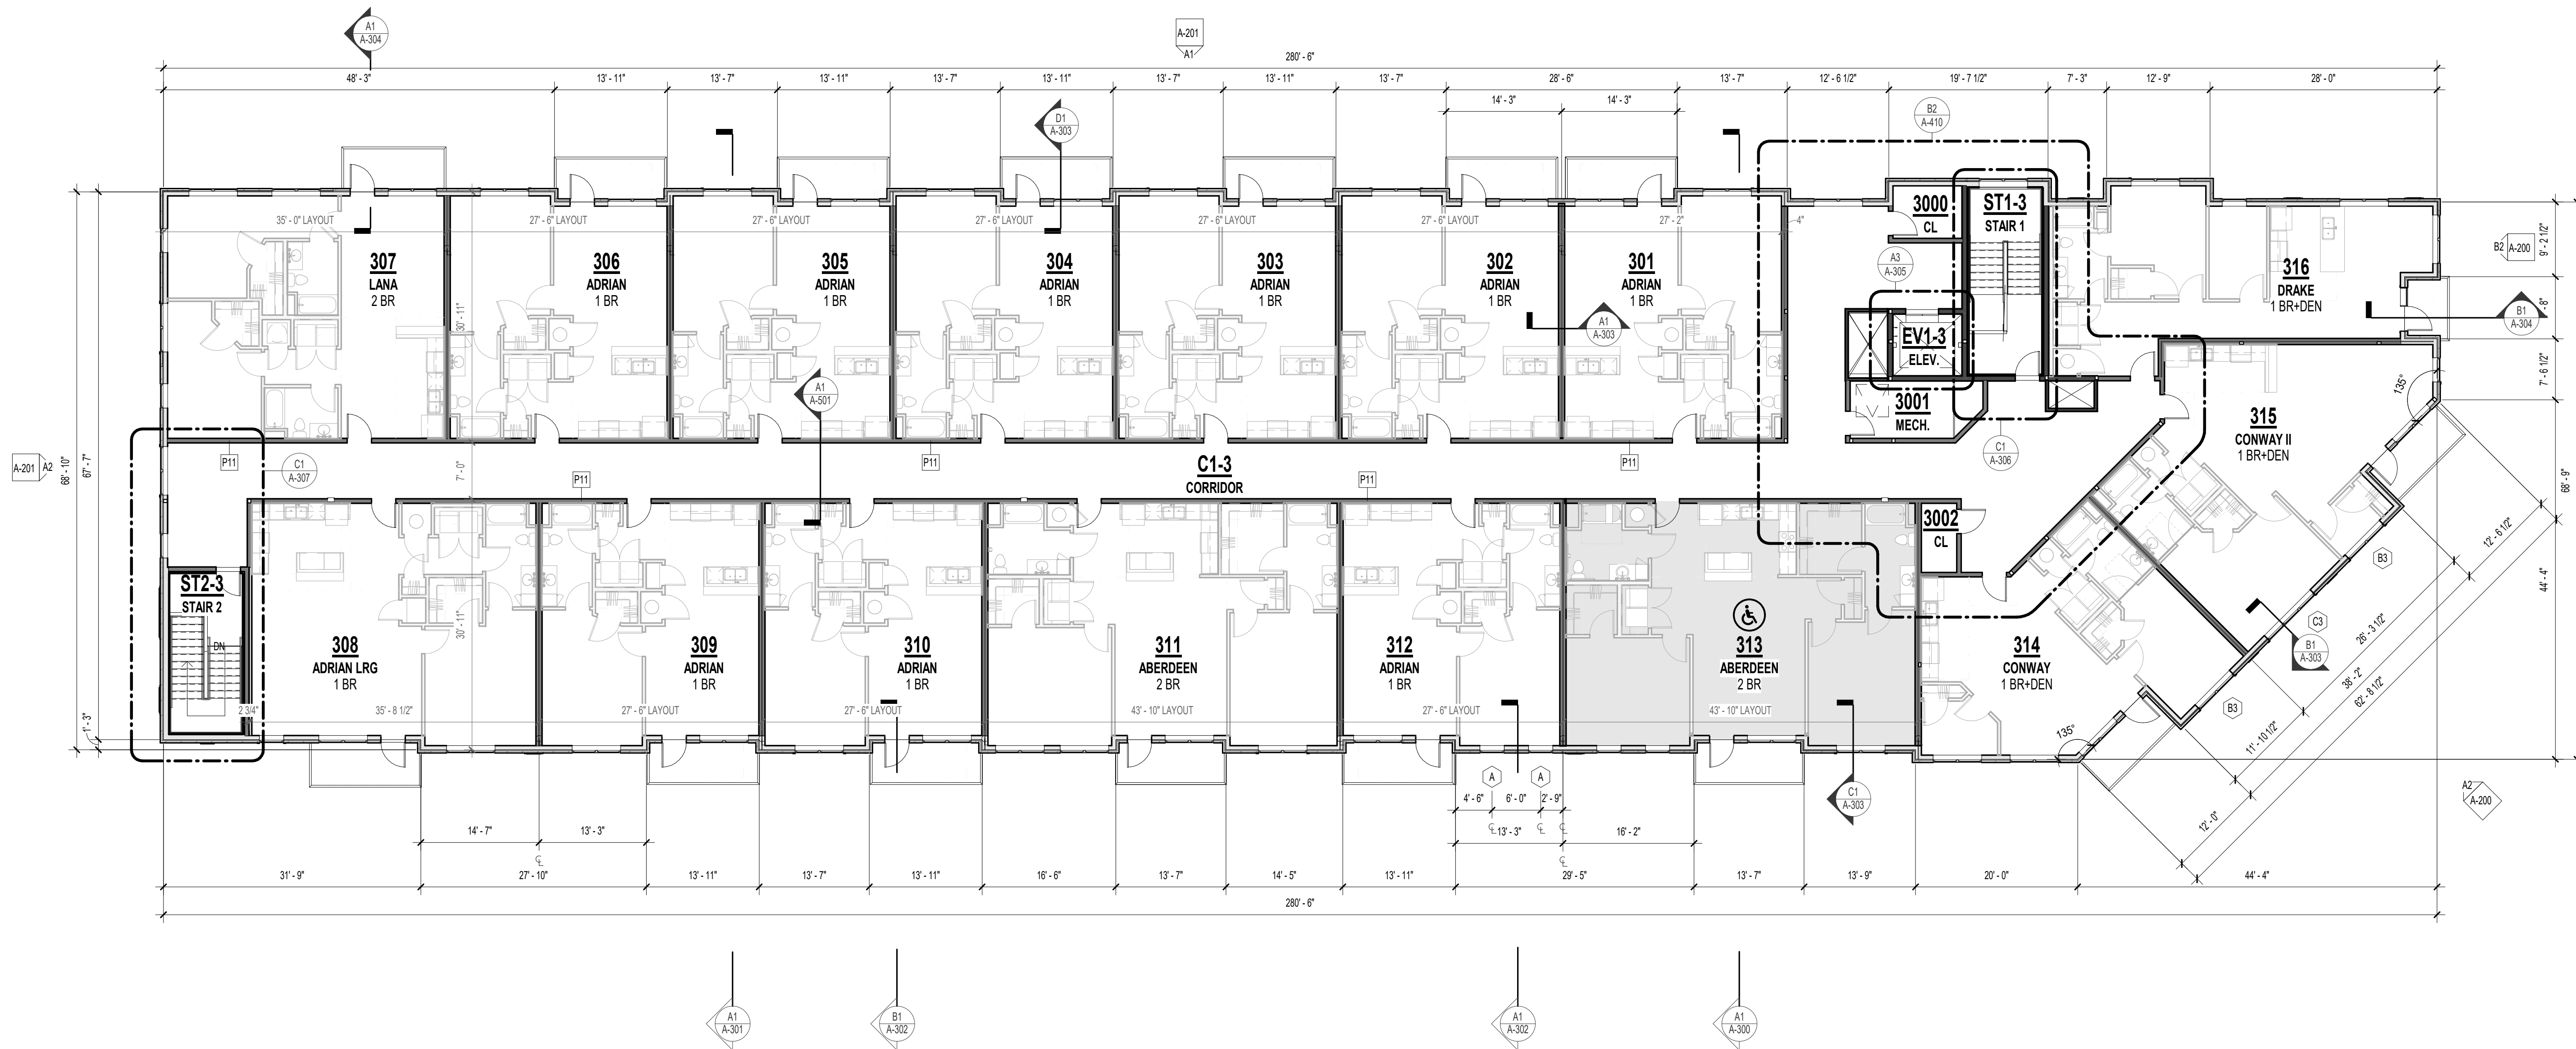 A1
A-304
A-201
A1
280' - 6"
48' - 3"
13' - 11"
13' - 7"
13' - 11"
13' - 7"
13' - 11"
13' - 7"
13' - 11"
13' - 7"
28' - 6"
13' - 7"
12' - 6 1/2"
19' - 7 1/2"
7' - 3"
12' - 9"
28' - 0"
14' - 3"
14' - 3"
D1
A-303
B2
A-410
35' - 0" LAYOUT
27' - 6" LAYOUT
27' - 6" LAYOUT
27' - 6" LAYOUT
27' - 6" LAYOUT
27' - 6" LAYOUT
27' - 2"
4"
3000
CL
ST1-3
STAIR 1
A3
A-305
B2
A-200
9' - 2 1/2"
307
LANA
2 BR
306
ADRIAN
1 BR
305
ADRIAN
1 BR
304
ADRIAN
1 BR
303
ADRIAN
1 BR
302
ADRIAN
1 BR
301
ADRIAN
1 BR
316
DRAKE
1 BR+DEN
B1
A-304
30' - 11"
A1
A-303
EV1-3
ELEV.
7' - 6 1/2"
A1
A-501
3001
MECH.
135°
315
CONWAY II
1 BR+DEN
A-201
A2
68' - 10"
67' - 7"
P11
C1
A-307
7' - 0"
P11
P11
C1-3
CORRIDOR
P11
P11
C1
A-306
68' - 9"
3002
CL
12' - 6 1/2"
B3
44' - 4"
ST2-3
STAIR 2
DN
30' - 11"
C3
26' - 3 1/2"
308
ADRIAN LRG
1 BR
309
ADRIAN
1 BR
310
ADRIAN
1 BR
311
ABERDEEN
2 BR
312
ADRIAN
1 BR
313
ABERDEEN
2 BR
314
CONWAY
1 BR+DEN
B1
A-303
38' - 2"
62' - 8 1/2"
2 3/4"
35' - 8 1/2"
27' - 6" LAYOUT
27' - 6" LAYOUT
43' - 10" LAYOUT
27' - 6" LAYOUT
43' - 10" LAYOUT
B3
1' - 3"
135°
11' - 10 1/2"
A
A
C1
A-303
A2
A-200
4' - 6"
6' - 0"
2' - 9"
12' - 0"
14' - 7"
13' - 3"
13' - 3"
16' - 2"
31' - 9"
27' - 10"
13' - 11"
13' - 7"
13' - 11"
16' - 6"
13' - 7"
14' - 5"
13' - 11"
29' - 5"
13' - 7"
13' - 9"
20' - 0"
44' - 4"
280' - 6"
A1
A-301
B1
A-302
A1
A-302
A1
A-300